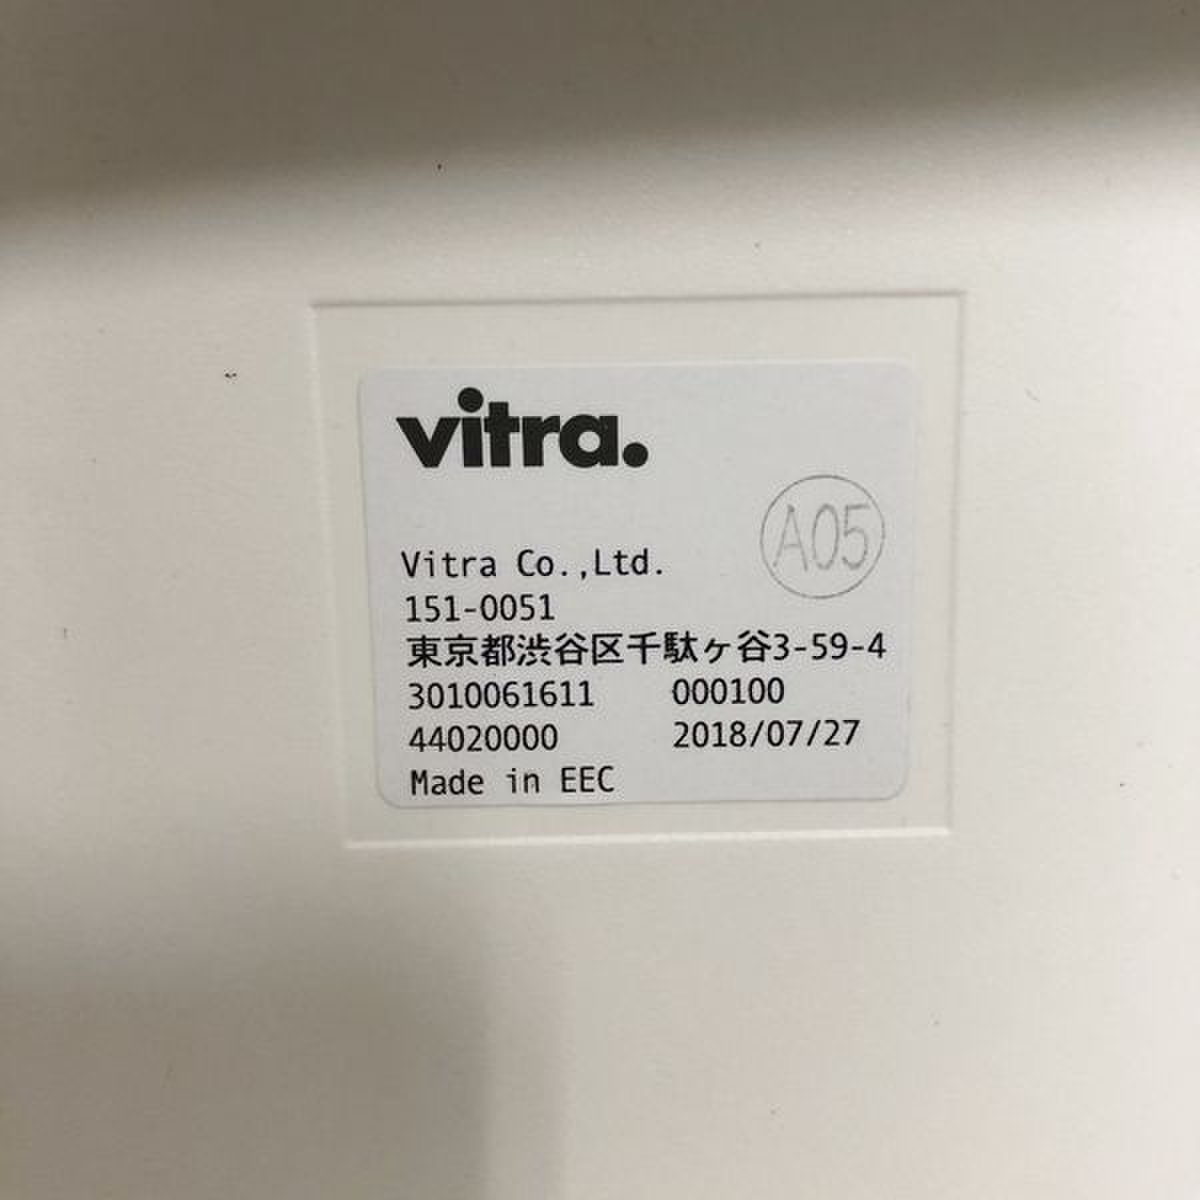 vitra.
A05
Vitra Co.,Ltd.
151-0051
東京都渋谷区千駄ヶ谷3-59-4
3010061611 000100
44020000 2018/07/27
Made in EEC